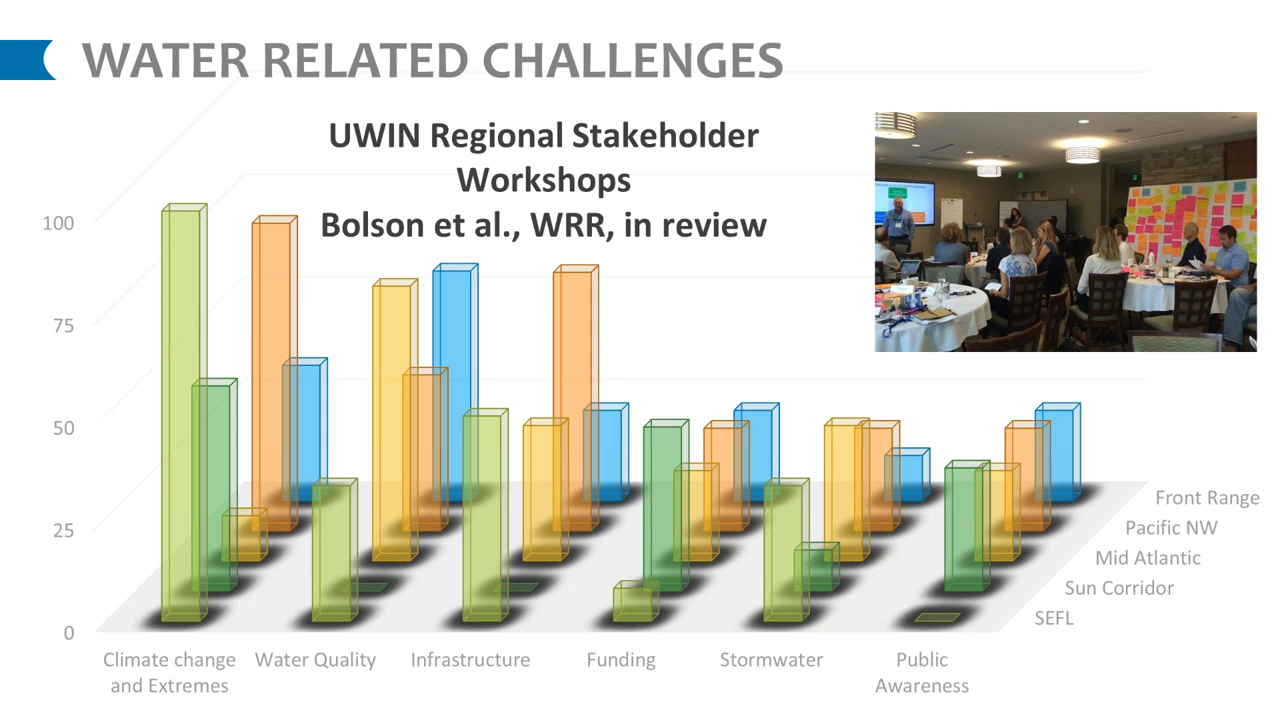 WATER RELATED CHALLENGES
UWIN Regional Stakeholder
Workshops
Bolson et al., WRR, in review
100
75
50
25
0
Front Range
Pacific NW
Mid Atlantic
Sun Corridor
SEFL
Climate change
and Extremes
Water Quality
Infrastructure
Funding
Stormwater
Public
Awareness